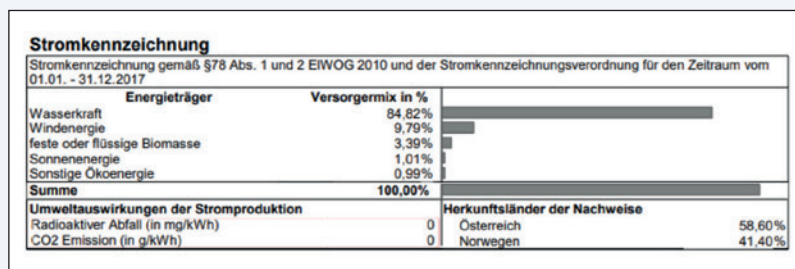 Stromkennzeichnung
Stromkennzeichnung gemäß §78 Abs. 1 und 2 ElWOG 2010 und der Stromkennzeichnungsverordnung für den Zeitraum vom
01.01. - 31.12.2017
Energieträger Versorgermix in %
Wasserkraft 84,82%
Windenergie 9,79%
feste oder flüssige Biomasse 3,39%
Sonnenenergie 1,01%
Sonstige Ökoenergie 0,99%
Summe 100,00%
Umweltauswirkungen der Stromproduktion Herkunftsländer der Nachweise
Radioaktiver Abfall (in mg/kWh) 0 Österreich 58,60%
CO2 Emission (in g/kWh) 0 Norwegen 41,40%